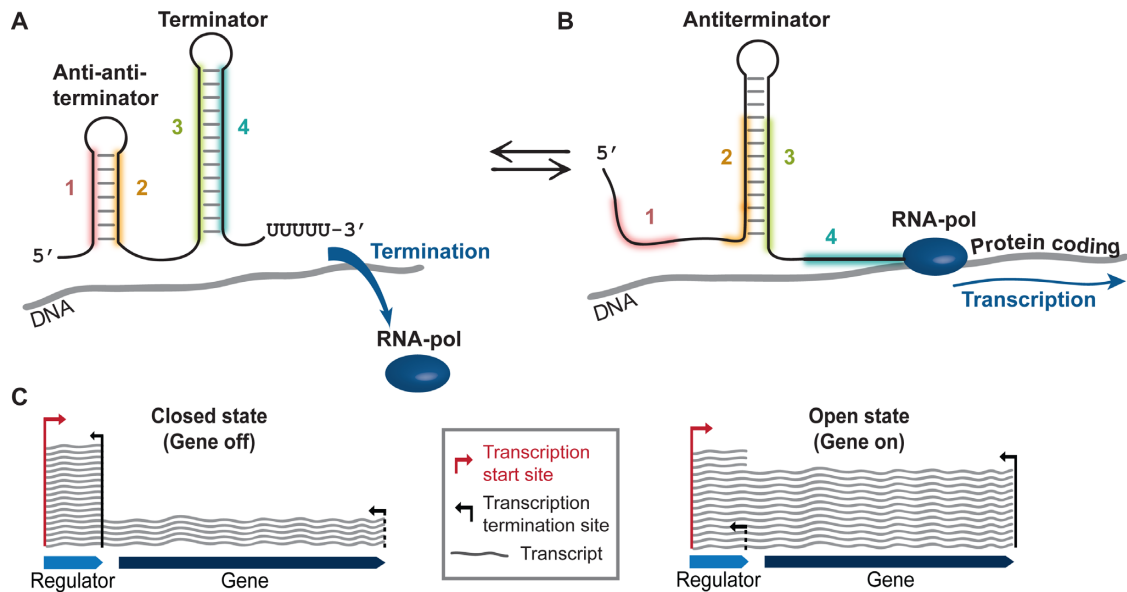 A
Terminator
Anti-anti-
terminator
3
4
1
2
5′
UUUUU–3′
Termination
DNA
RNA-pol
B
Antiterminator
5′
2
3
1
4
RNA-pol
Protein coding
Transcription
DNA
C
Closed state
(Gene off)
Regulator
Gene
Transcription
start site
Transcription
termination site
Transcript
Open state
(Gene on)
Regulator
Gene